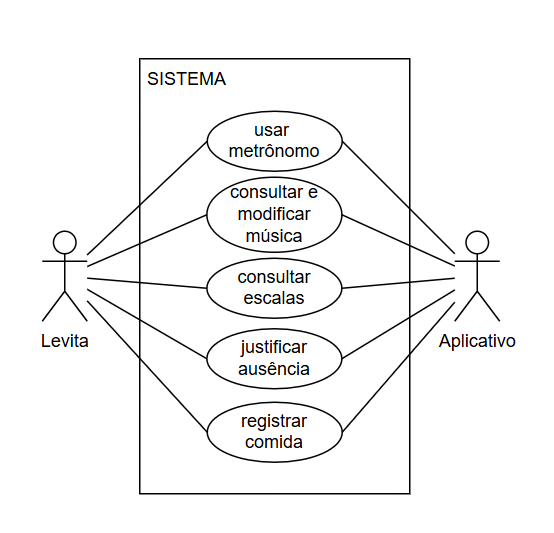 SISTEMA
usar
metrônomo
consultar e
modificar
música
consultar
escalas
justificar
ausência
registrar
comida
Levita
Aplicativo